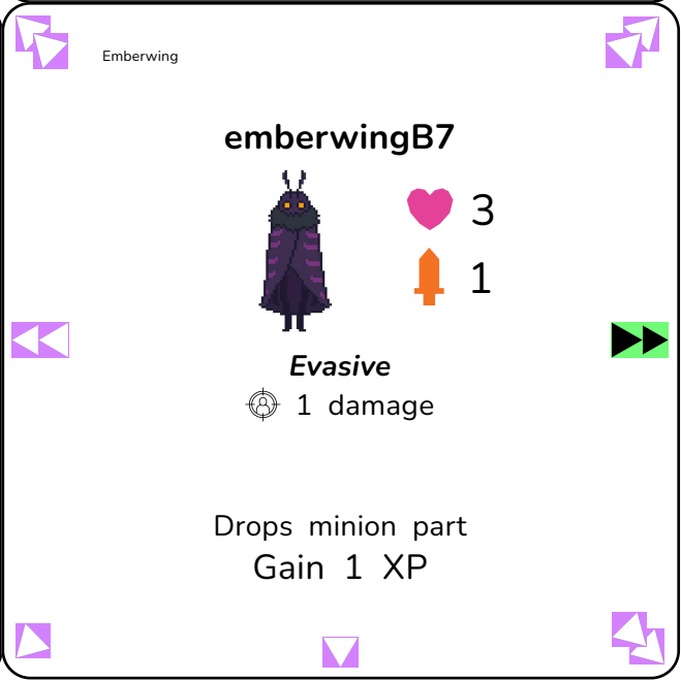 Emberwing
emberwingB7
3
1
Evasive
1 damage
Drops minion part
Gain 1 XP